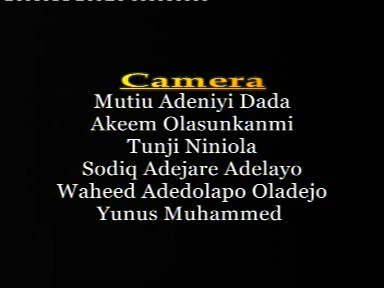 Camera
Mutiu Adeniyi Dada
Akeem Olasunkanmi
Tunji Niniola
Sodiq Adejare Adelayo
Waheed Adedolapo Oladejo
Yunus Muhammed